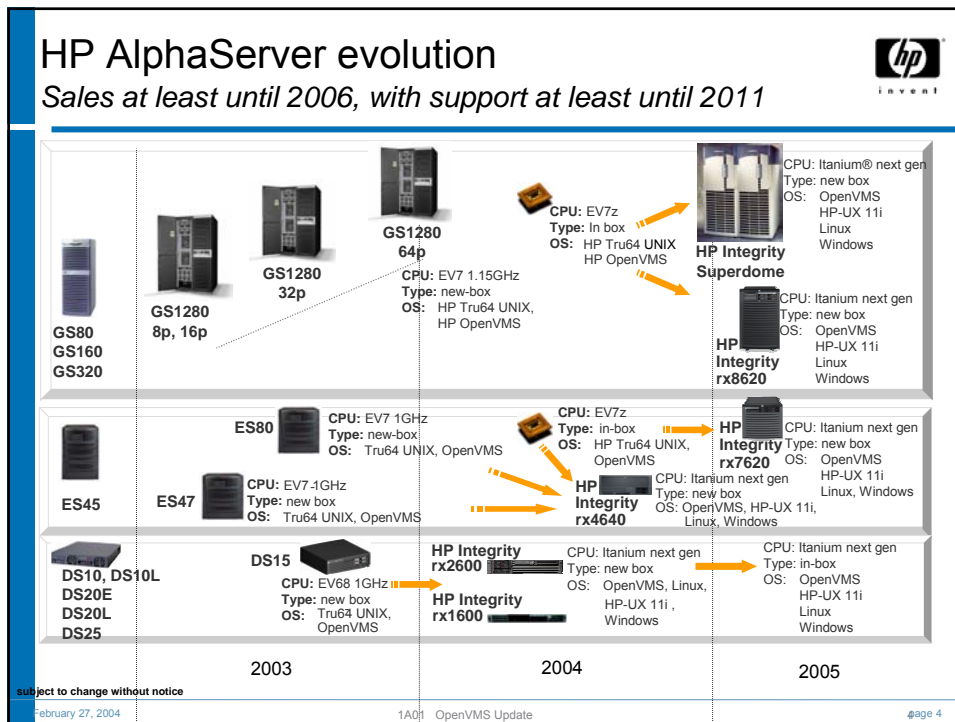 HP AlphaServer evolution
Sales at least until 2006, with support at least until 2011
hp
invent
GS80
GS160
GS320
GS1280
8p, 16p
GS1280
32p
GS1280
64p
CPU: EV7 1.15GHz
Type: new-box
OS: HP Tru64 UNIX,
HP OpenVMS
CPU: EV7z
Type: In box
OS: HP Tru64 UNIX
HP OpenVMS
HP Integrity
Superdome
CPU: Itanium® next gen
Type: new box
OS: OpenVMS
HP-UX 11i
Linux
Windows
HP
Integrity
rx8620
CPU: Itanium next gen
Type: new box
OS: OpenVMS
HP-UX 11i
Linux
Windows
ES45
ES80
CPU: EV7 1GHz
Type: new-box
OS: Tru64 UNIX, OpenVMS
ES47
CPU: EV7 1GHz
Type: new box
OS: Tru64 UNIX, OpenVMS
CPU: EV7z
Type: in-box
OS: HP Tru64 UNIX,
OpenVMS
HP
Integrity
rx4640
CPU: Itanium next gen
Type: new box
OS: OpenVMS, HP-UX 11i,
Linux, Windows
HP
Integrity
rx7620
CPU: Itanium next gen
Type: new box
OS: OpenVMS
HP-UX 11i
Linux, Windows
DS10, DS10L
DS20E
DS20L
DS25
DS15
CPU: EV68 1GHz
Type: new box
OS: Tru64 UNIX,
OpenVMS
HP Integrity
rx2600
HP Integrity
rx1600
CPU: Itanium next gen
Type: new box
OS: OpenVMS, Linux,
HP-UX 11i ,
Windows
CPU: Itanium next gen
Type: in-box
OS: OpenVMS
HP-UX 11i
Linux
Windows
2003
2004
2005
subject to change without notice
February 27, 2004
1A01 OpenVMS Update
4
page 4